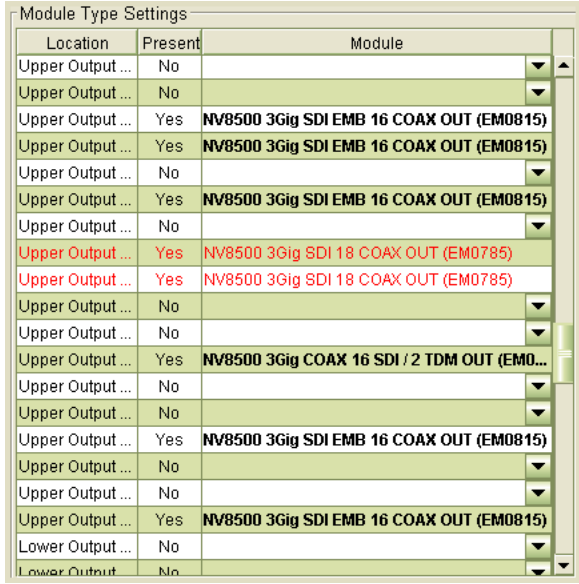 Module Type Settings
Location Present Module
Upper Output ... No
Upper Output ... No
Upper Output ... Yes NV8500 3Gig SDI EMB 16 COAX OUT (EM0815)
Upper Output ... Yes NV8500 3Gig SDI EMB 16 COAX OUT (EM0815)
Upper Output ... No
Upper Output ... Yes NV8500 3Gig SDI EMB 16 COAX OUT (EM0815)
Upper Output ... No
Upper Output ... Yes NV8500 3Gig SDI 18 COAX OUT (EM0785)
Upper Output ... Yes NV8500 3Gig SDI 18 COAX OUT (EM0785)
Upper Output ... No
Upper Output ... No
Upper Output ... Yes NV8500 3Gig COAX 16 SDI / 2 TDM OUT (EM0...
Upper Output ... No
Upper Output ... No
Upper Output ... Yes NV8500 3Gig SDI EMB 16 COAX OUT (EM0815)
Upper Output ... No
Upper Output ... No
Upper Output ... Yes NV8500 3Gig SDI EMB 16 COAX OUT (EM0815)
Lower Output ... No
Lower Output ... No